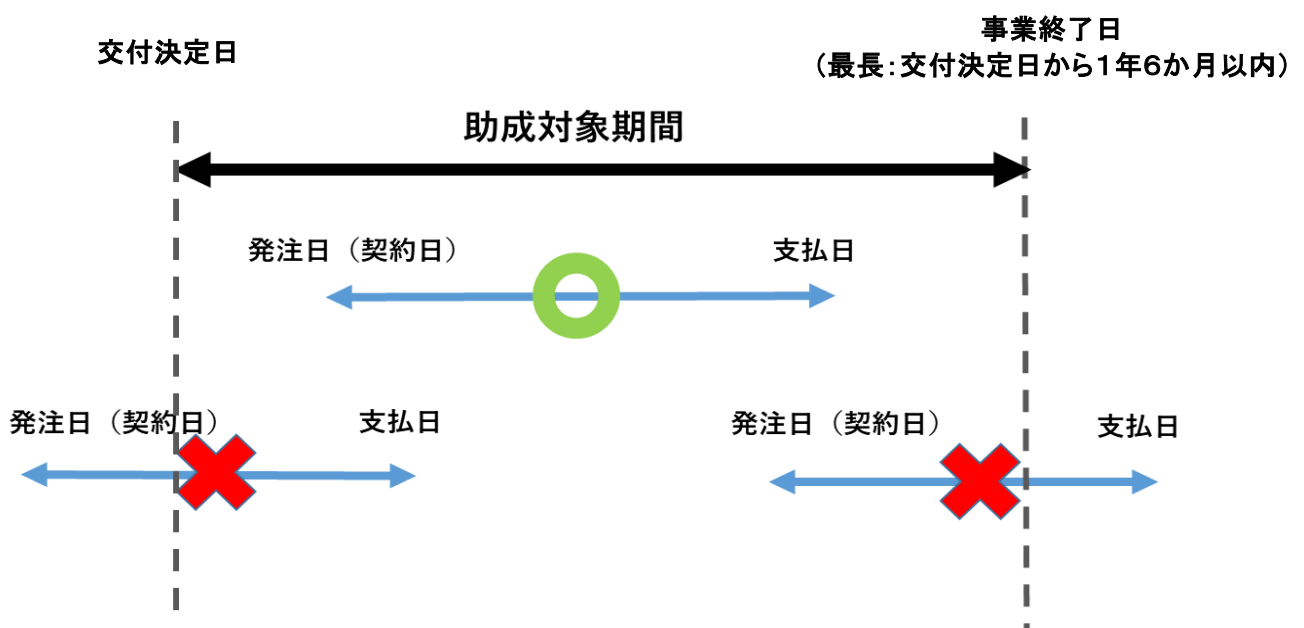 交付決定日
事業終了日
（最長：交付決定日から１年６か月以内）
助成対象期間
発注日（契約日）
支払日
発注日（契約日）
支払日
発注日（契約日）
支払日